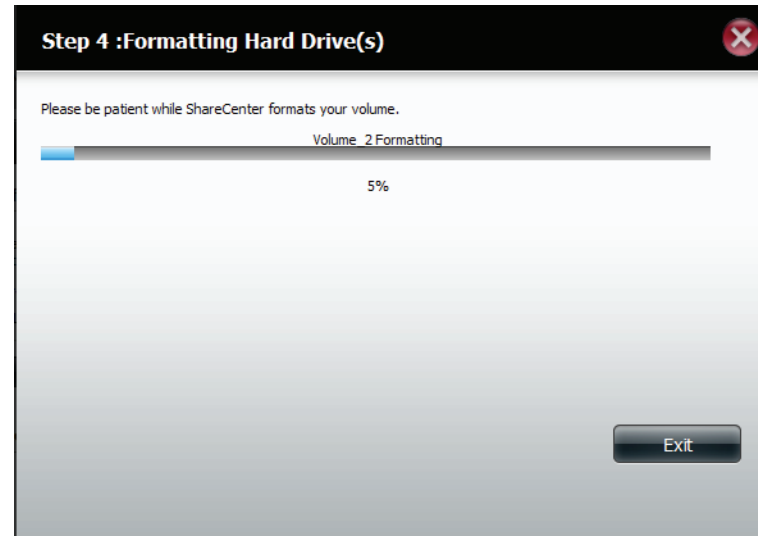 Step 4 :Formatting Hard Drive(s)
Please be patient while ShareCenter formats your volume.
Volume_2 Formatting
5%
Exit